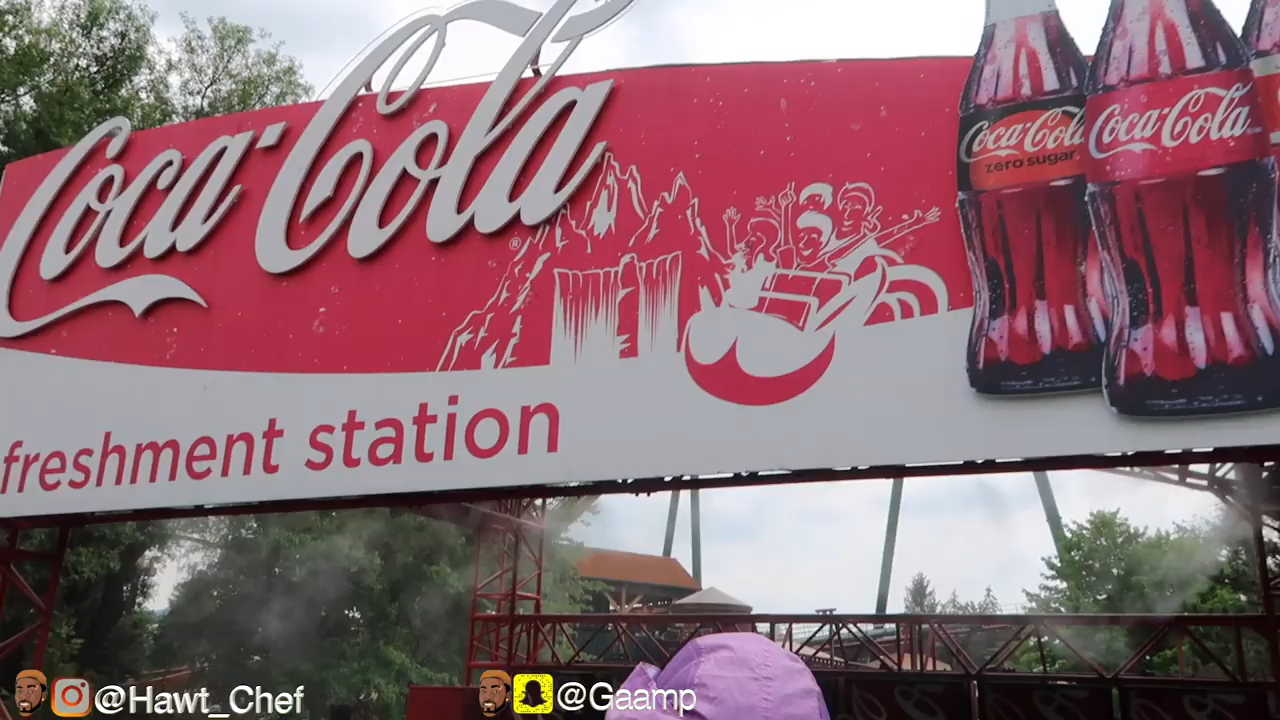 Coca-Cola
®
freshment station
Coca-Cola
zero sugar
Coca-Cola
@Hawt_Chef
@Gaamp